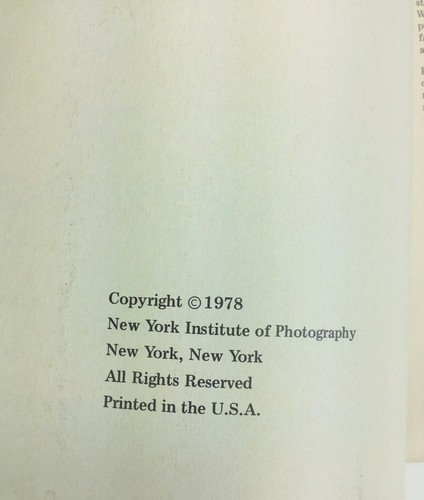 Copyright ©1978
New York Institute of Photography
New York, New York
All Rights Reserved
Printed in the U.S.A.